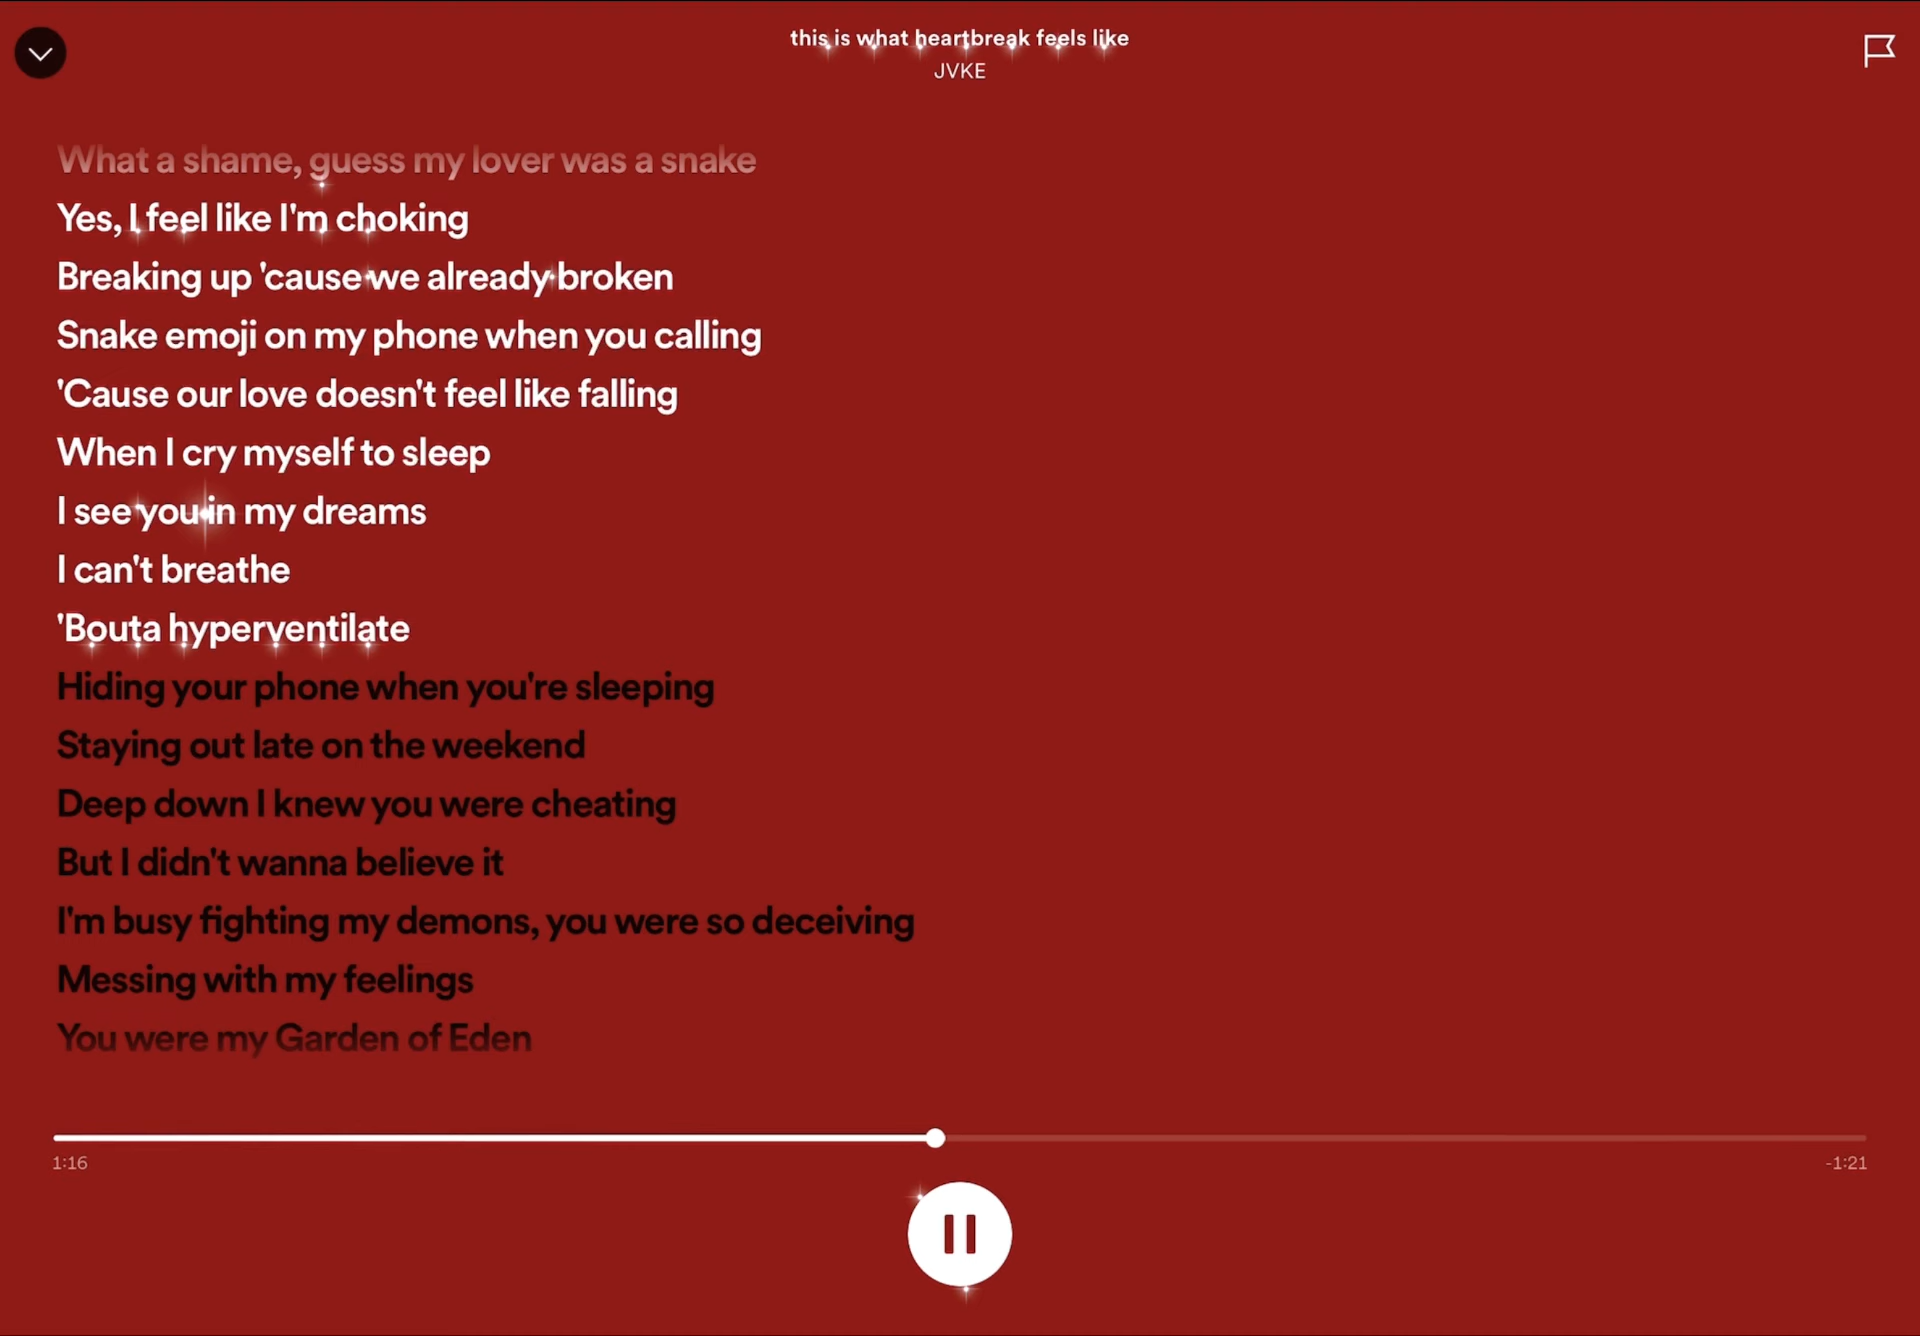 this is what heartbreak feels like
JVKE
What a shame, guess my lover was a snake
Yes, I feel like I'm choking
Breaking up 'cause we already broken
Snake emoji on my phone when you calling
'Cause our love doesn't feel like falling
When I cry myself to sleep
I see you in my dreams
I can't breathe
'Bouta hyperventilate
Hiding your phone when you're sleeping
Staying out late on the weekend
Deep down I knew you were cheating
But I didn't wanna believe it
I'm busy fighting my demons, you were so deceiving
Messing with my feelings
You were my Garden of Eden
1:16
-1:21